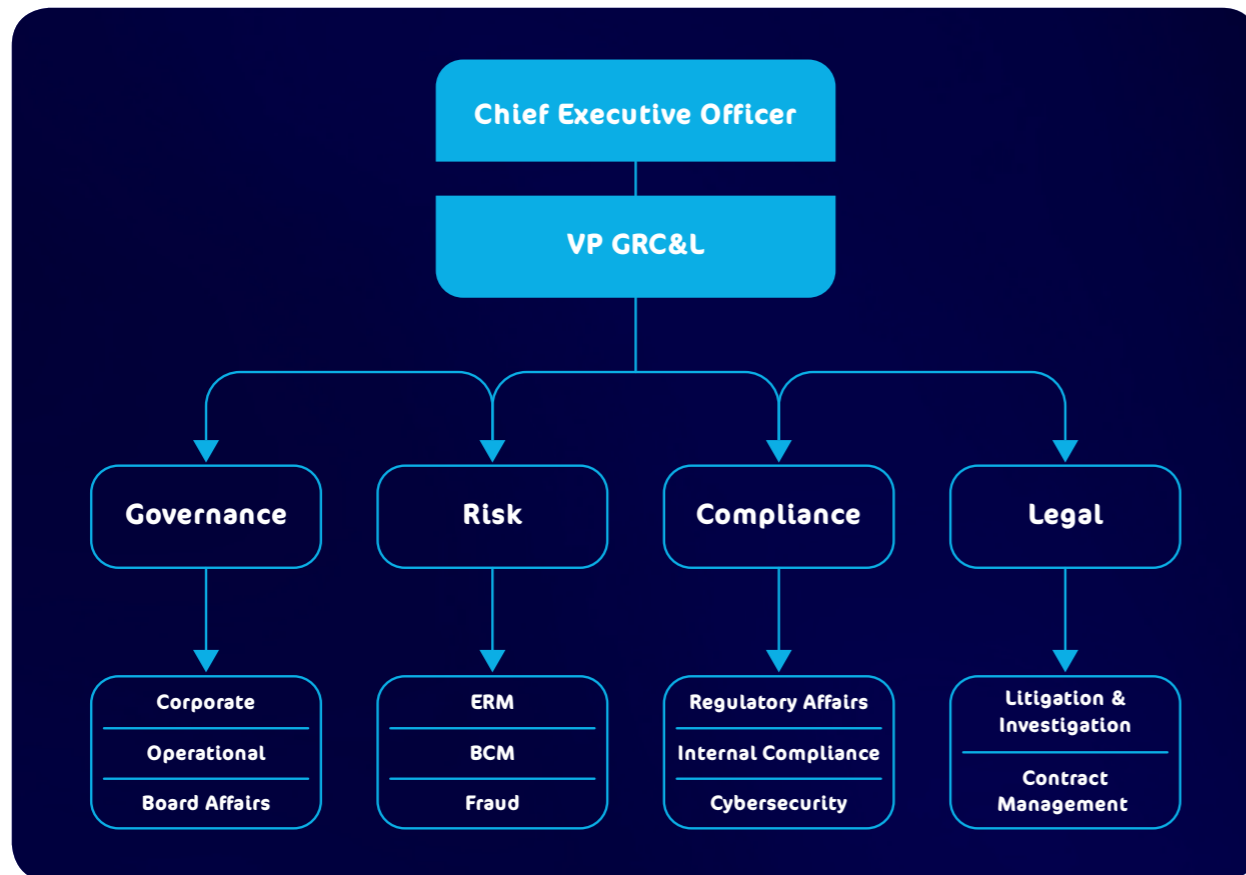 Chief Executive Officer
VP GRC&L
Governance
Risk
Compliance
Legal
Corporate
Operational
Board Affairs
ERM
BCM
Fraud
Regulatory Affairs
Internal Compliance
Cybersecurity
Litigation &
Investigation
Contract
Management